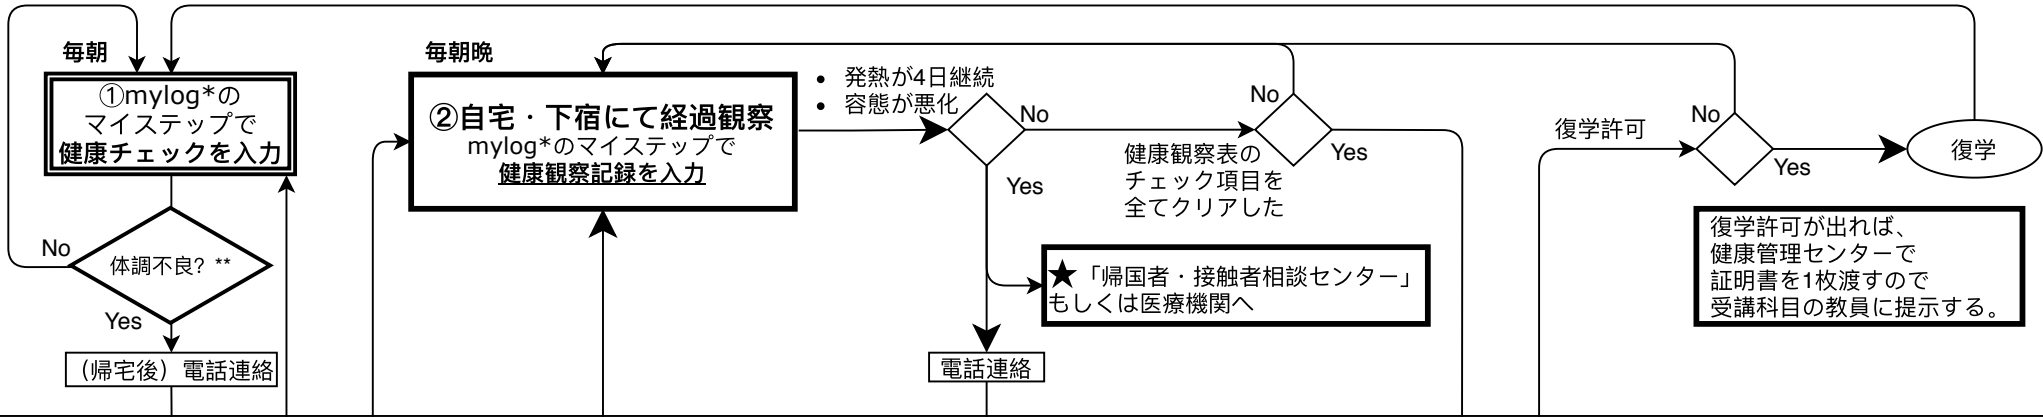 毎朝
①mylog*の
マイステップで
健康チェックを入力
No
体調不良? **
Yes
（帰宅後）電話連絡
毎朝晩
②自宅・下宿にて経過観察
mylog*のマイステップで
健康観察記録を入力
• 発熱が4日継続
• 容態が悪化
No
Yes
★「帰国者・接触者相談センター」
もしくは医療機関へ
電話連絡
健康観察表の
チェック項目を
全てクリアした
No
Yes
復学許可
No
Yes
復学
復学許可が出れば、
健康管理センターで
証明書を1枚渡すので
受講科目の教員に提示する。